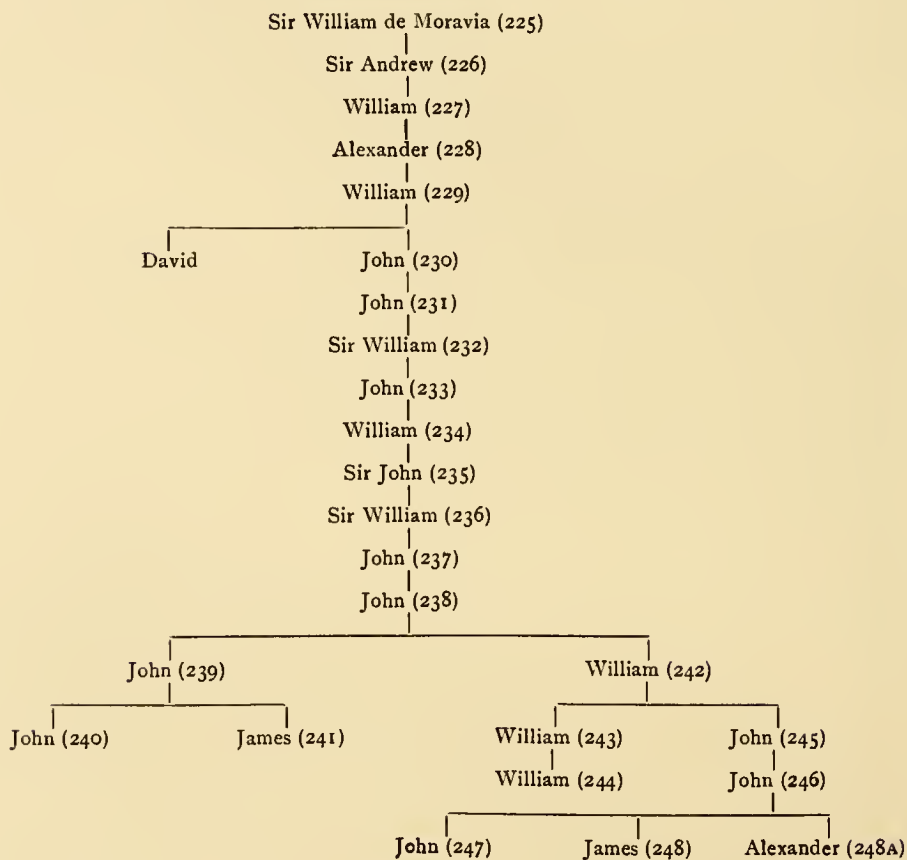 Sir William de Moravia (225)
Sir Andrew (226)
William (227)
Alexander (228)
William (229)
David John (230)
John (231)
Sir William (232)
John (233)
William (234)
Sir John (235)
Sir William (236)
John (237)
John (238)
John (239) William (242)
John (240) James (241) William (243) John (245)
William (244) John (246)
John (247) James (248) Alexander (248A)